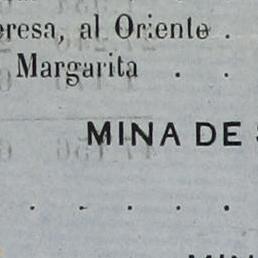 eresa, al Oriente .
Margarita . .
MINA DE
. . . . .